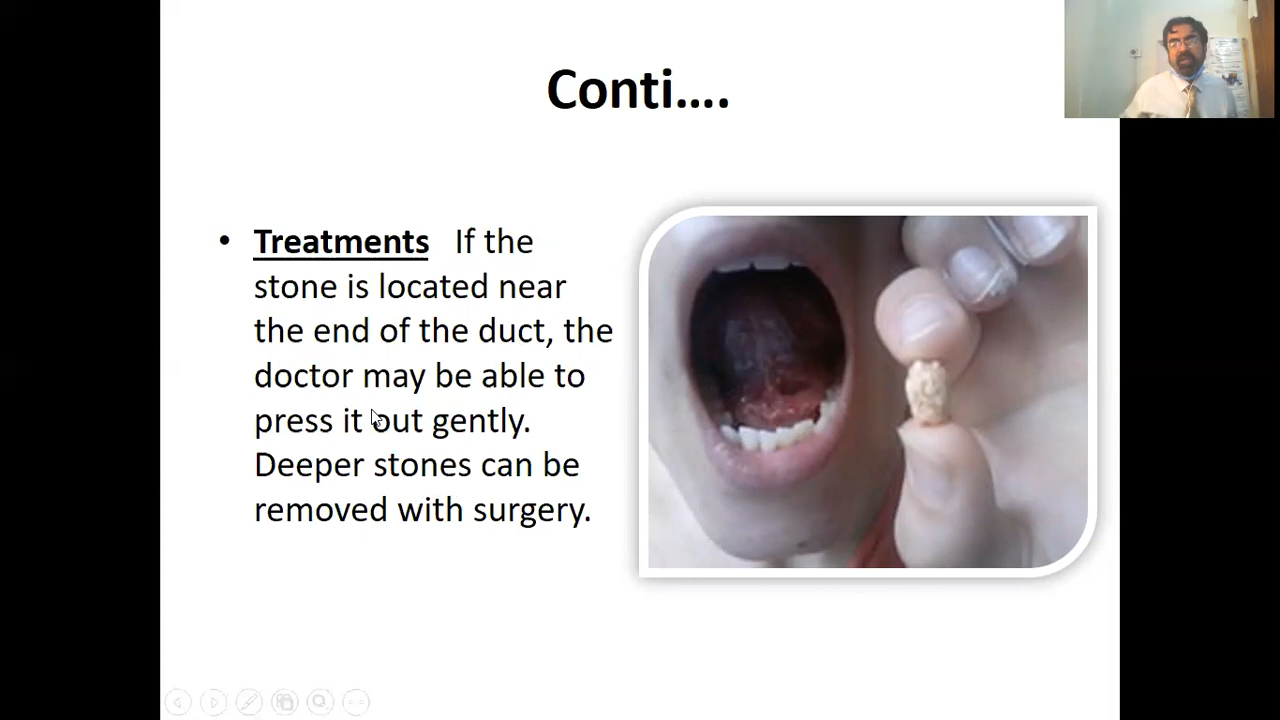 Conti....
• Treatments If the
stone is located near
the end of the duct, the
doctor may be able to
press it out gently.
Deeper stones can be
removed with surgery.